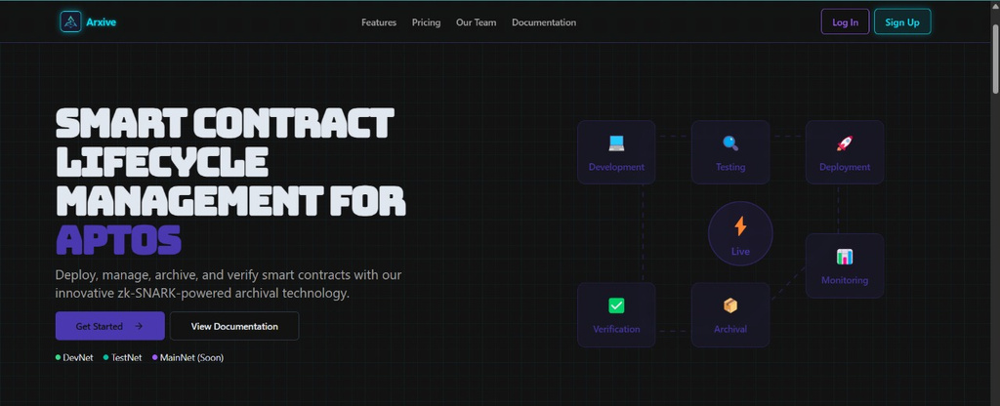 Arxive
Features Pricing Our Team Documentation
Log In Sign Up
SMART CONTRACT
LIFECYCLE
MANAGEMENT FOR
APTOS
Deploy, manage, archive, and verify smart contracts with our
innovative zk-SNARK-powered archival technology.
Get Started → View Documentation
DevNet TestNet MainNet (Soon)
Development Testing Deployment
Live
Monitoring
Verification Archival